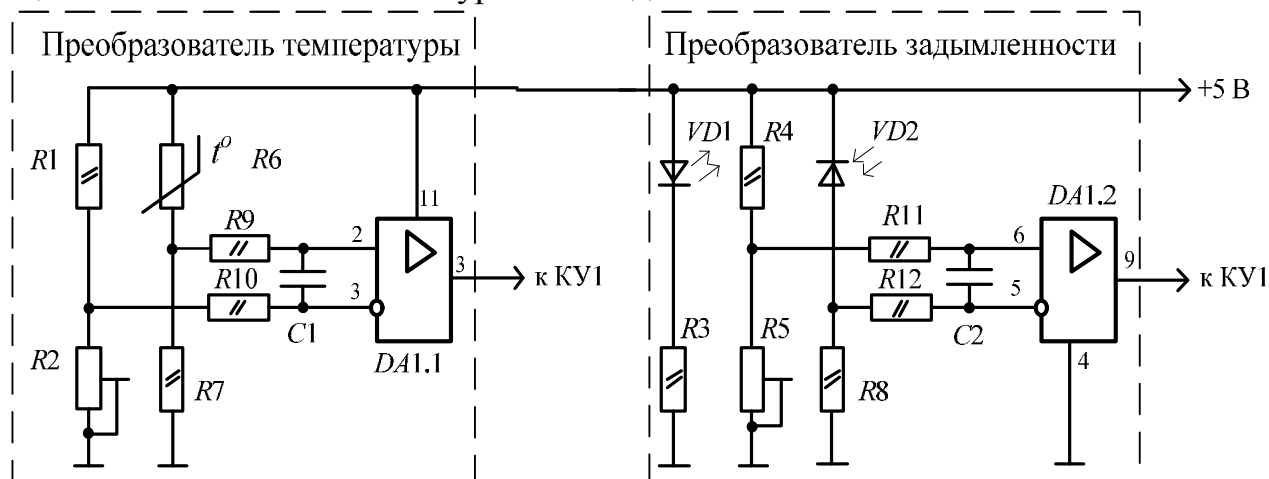 Преобразователь температуры
Преобразователь задымленности
+5 В
R1
t°
R6
R4
VD1
VD2
11
R9
2
3
к КУ1
R10
3
C1
DA1.1
R2
R7
DA1.2
R11
6
9
к КУ1
R12
5
C2
R3
R5
R8
4